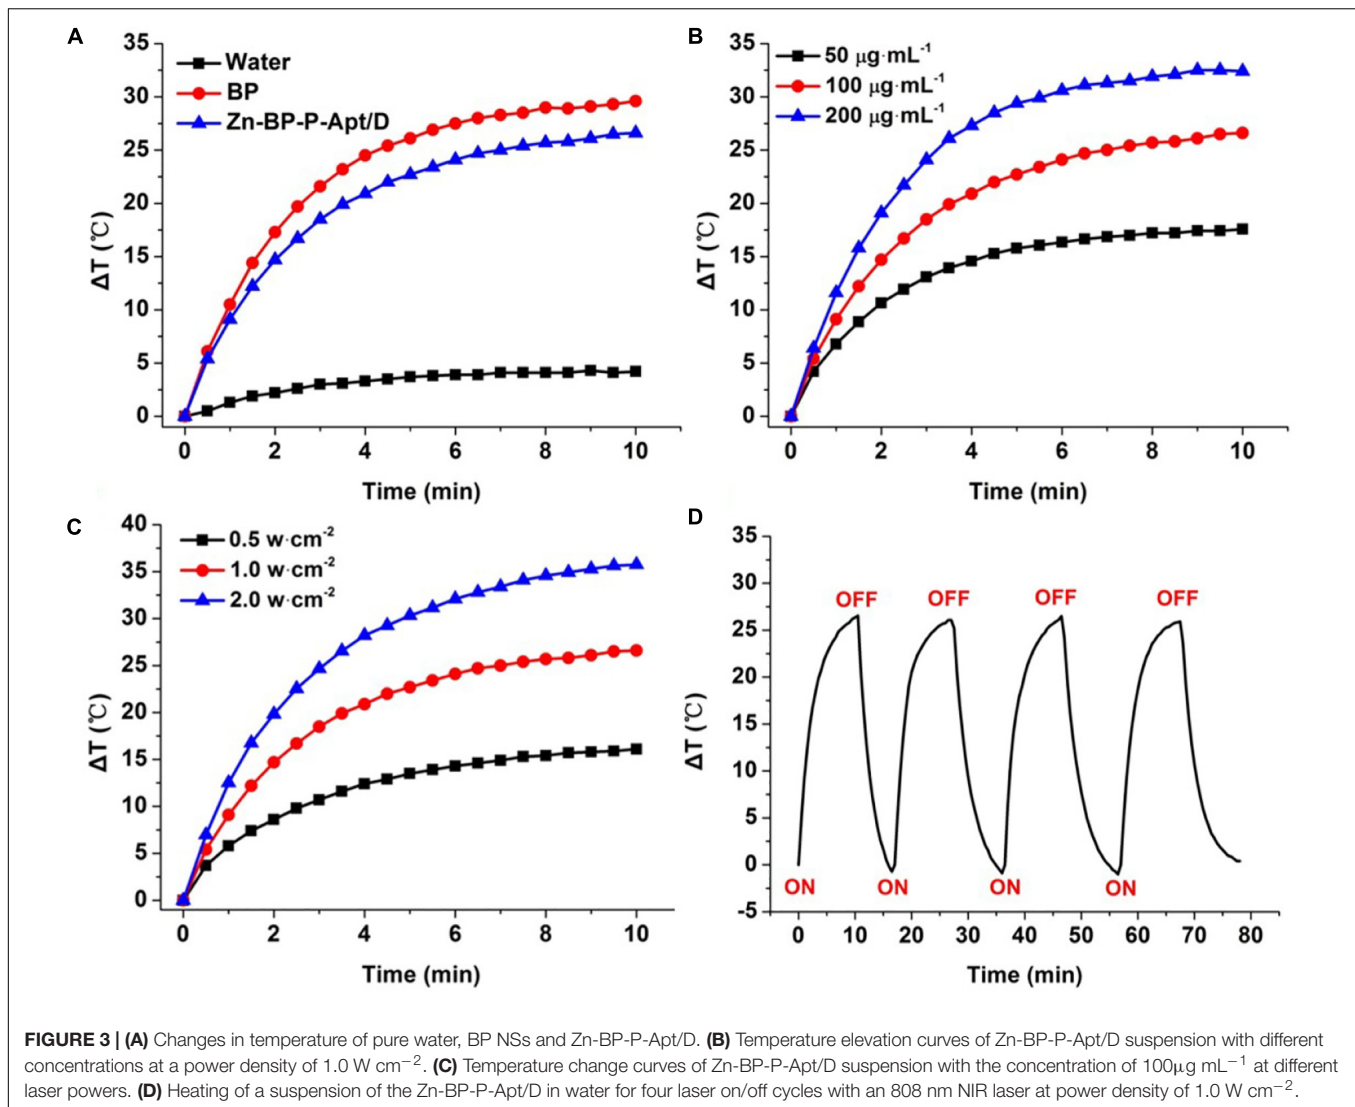 A
35
30
25
20
15
10
5
0
ΔT (℃)
Water
BP
Zn-BP-P-Apt/D
0 2 4 6 8 10
Time (min)
B
35
30
25
20
15
10
5
0
ΔT (℃)
50 μg·mL⁻¹
100 μg·mL⁻¹
200 μg·mL⁻¹
0 2 4 6 8 10
Time (min)
C
40
35
30
25
20
15
10
5
0
ΔT (℃)
0.5 w·cm⁻²
1.0 w·cm⁻²
2.0 w·cm⁻²
0 2 4 6 8 10
Time (min)
D
35
30
25
20
15
10
5
0
-5
ΔT (℃)
OFF OFF OFF OFF
ON ON ON ON
0 10 20 30 40 50 60 70 80
Time (min)
FIGURE 3 | (A) Changes in temperature of pure water, BP NSs and Zn-BP-P-Apt/D. (B) Temperature elevation curves of Zn-BP-P-Apt/D suspension with different
concentrations at a power density of 1.0 W cm⁻². (C) Temperature change curves of Zn-BP-P-Apt/D suspension with the concentration of 100μg mL⁻¹ at different
laser powers. (D) Heating of a suspension of the Zn-BP-P-Apt/D in water for four laser on/off cycles with an 808 nm NIR laser at power density of 1.0 W cm⁻².